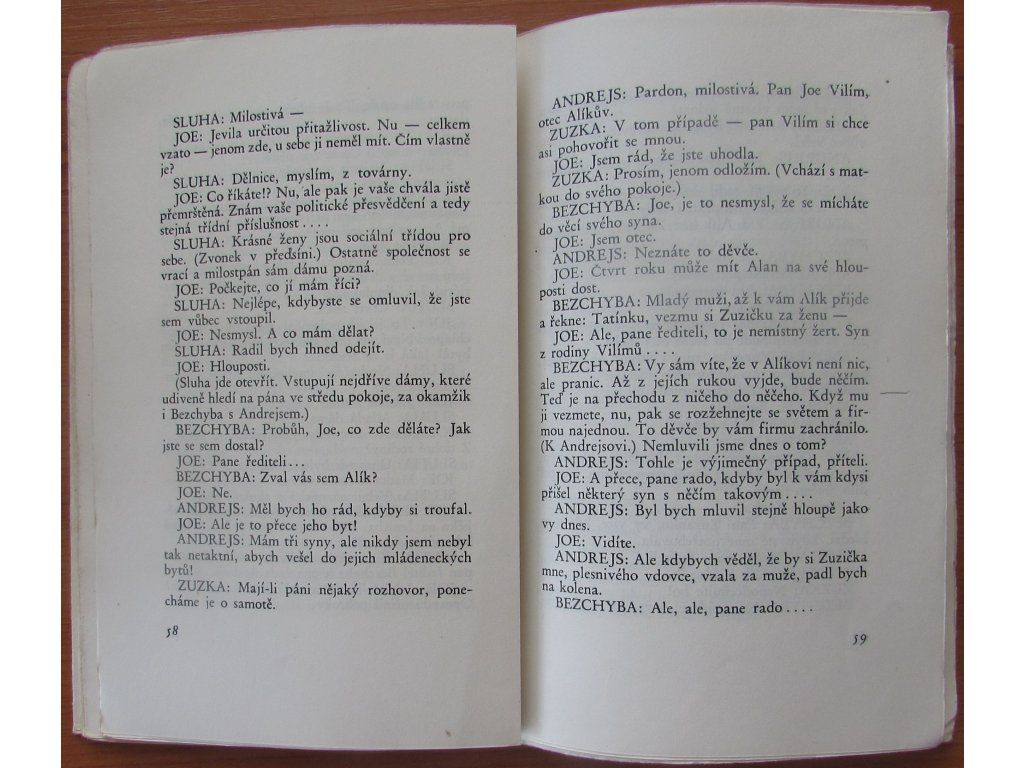 SLUHA: Milostivá —
JOE: Jevila určitou přitažlivost. Nu — celkem
vzato — jenom zde, u sebe ji neměl mít. Čím vlastně
je?
SLUHA: Dělnice, myslím, z továrny.
JOE: Co říkáte!? Nu, ale pak je vaše chvála jistě
přemrštěná. Znám vaše politické přesvědčení a tedy
stejná třídní příslušnost ....
SLUHA: Krásné ženy jsou sociální třídou pro
sebe. (Zvonek v předsíni.) Ostatně společnost se
vrací a milostpán sám dámu pozná.
JOE: Počkejte, co jí mám říci?
SLUHA: Nejlépe, kdybyste se omluvil, že jste
sem vůbec vstoupil.
JOE: Nesmysl. A co mám dělat?
SLUHA: Radil bych ihned odejít.
JOE: Hlouposti.
(Sluha jde otevřít. Vstupují nejdříve dámy, které
udiveně hledí na pána ve středu pokoje, za okamžik
i Bezchyba s Andrejsem.)
BEZCHYBA: Probůh, Joe, co zde děláte? Jak
jste se sem dostal?
JOE: Pane řediteli...
BEZCHYBA: Zval vás sem Alík?
JOE: Ne.
ANDREJS: Měl bych ho rád, kdyby si troufal.
JOE: Ale je to přece jeho byt!
ANDREJS: Mám tři syny, ale nikdy jsem nebyl
tak netaktní, abych vešel do jejich mládeneckých
bytů!
ZUZKA: Mají-li páni nějaký rozhovor, pone-
cháme je o samotě.
58
ANDREJS: Pardon, milostivá. Pan Joe Vilím,
otec Alíkův.
ZUZKA: V tom případě — pan Vilím si chce
asi pohovořit se mnou.
JOE: Jsem rád, že jste uhodla.
ZUZKA: Prosím, jenom odložím. (Vchází s mat-
kou do svého pokoje.)
BEZCHYBA: Joe, je to nesmysl, že se mícháte
do věcí svého syna.
JOE: Jsem otec.
ANDREJS: Neznáte to děvče.
JOE: Čtvrt roku může mít Alan na své hlou-
posti dost.
BEZCHYBA: Mladý muži, až k vám Alík přijde
a řekne: Tatínku, vezmu si Zuzičku za ženu —
JOE: Ale, pane řediteli, to je nemístný žert. Syn
z rodiny Vilímů ....
BEZCHYBA: Vy sám víte, že v Alíkovi není nic,
ale pranic. Až z jejích rukou vyjde, bude něčím.
Teď je na přechodu z ničeho do něčeho. Když mu
ji vezmete, nu, pak se rozžehnejte se světem a fir-
mou najednou. To děvče by vám firmu zachránilo.
(K Andrejsovi.) Nemluvili jsme dnes o tom?
ANDREJS: Tohle je výjimečný případ, příteli.
JOE: A přece, pane rado, kdyby byl k vám kdysi
přišel některý syn s něčím takovým ....
ANDREJS: Byl bych mluvil stejně hloupě jako
vy dnes.
JOE: Vidíte.
ANDREJS: Ale kdybych věděl, že by si Zuzička
mne, plesnivého vdovce, vzala za muže, padl bych
na kolena.
BEZCHYBA: Ale, ale, pane rado ....
59